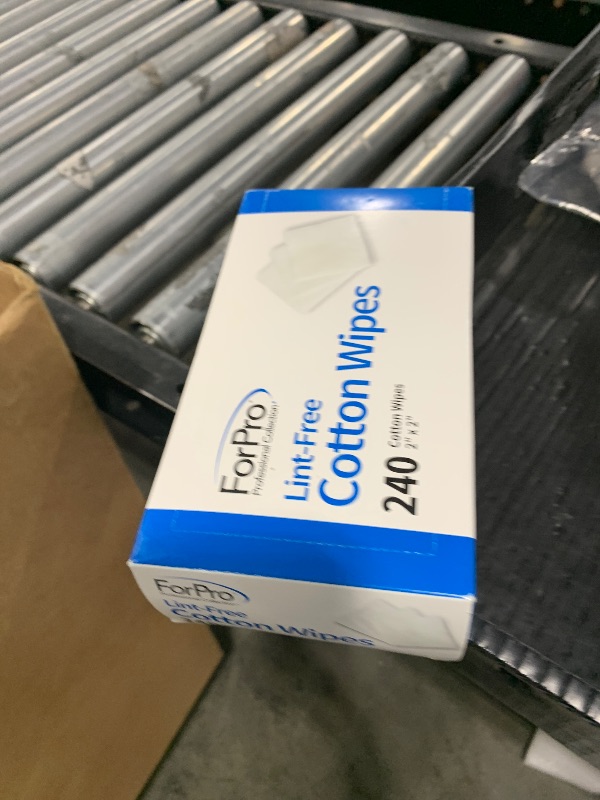 ForPro
Professional Collection
Lint-Free
Cotton Wipes
240 Cotton Wipes
2" x 2"
ForPro
Lint-Free
Cotton Wipes